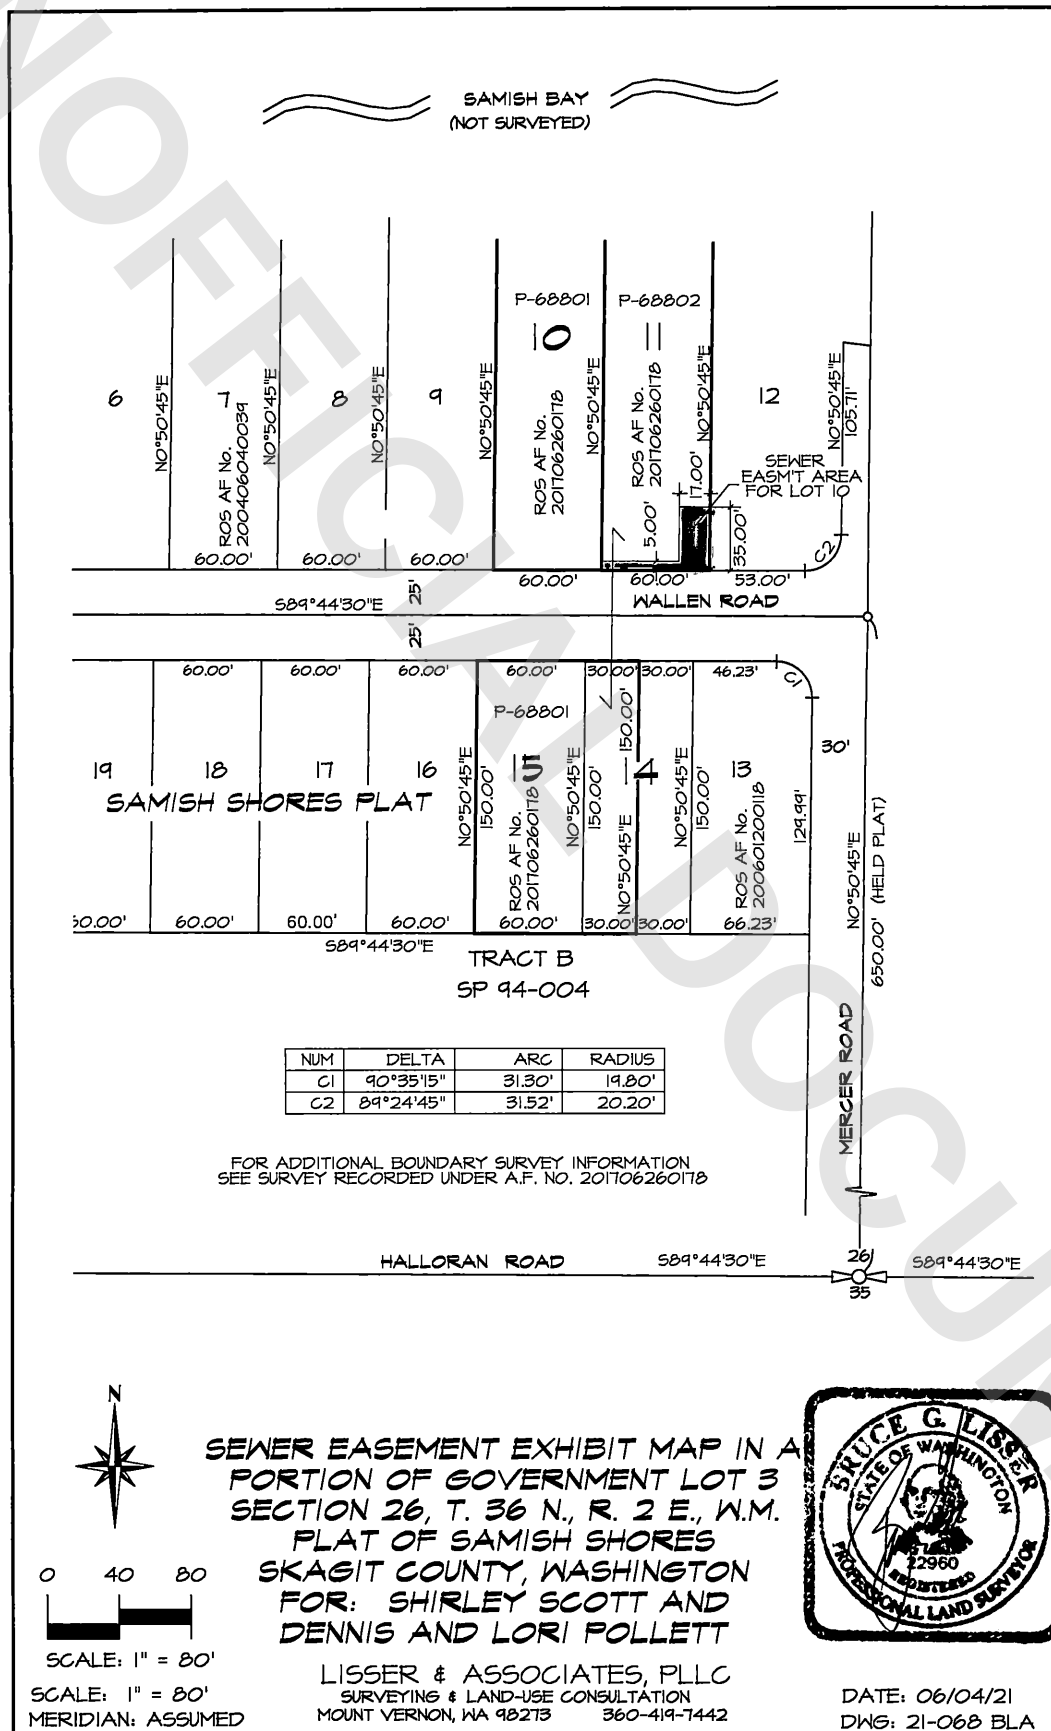 UNOFFICIAL DOCUMENT
SAMISH BAY
(NOT SURVEYED)
P-68801
P-68802
6
7
8
9
10
11
12
N0°50'45"E
ROS AF No.
200406040039
N0°50'45"E
N0°50'45"E
N0°50'45"E
ROS AF No.
201706260178
N0°50'45"E
ROS AF No.
201706260178
N0°50'45"E
N0°50'45"E
105.71'
SEWER
EASM'T AREA
FOR LOT 10
17.00'
5.00'
35.00'
C2
60.00'
60.00'
60.00'
60.00'
60.00'
53.00'
S89°44'30"E
25'
25'
WALLEN ROAD
60.00'
60.00'
60.00'
60.00'
30.00'
30.00'
46.23'
C1
P-68801
19
18
17
16
15
14
13
30'
SAMISH SHORES PLAT
N0°50'45"E
150.00'
ROS AF No.
201706260178
N0°50'45"E
150.00'
N0°50'45"E
150.00'
N0°50'45"E
150.00'
ROS AF No.
200601200118
129.99'
N0°50'45"E
650.00' (HELD PLAT)
60.00'
60.00'
60.00'
60.00'
30.00'
30.00'
66.23'
S89°44'30"E
TRACT B
SP 94-004
MERCER ROAD
NUM DELTA ARC RADIUS
C1 90°35'15" 31.30' 19.80'
C2 89°24'45" 31.52' 20.20'
FOR ADDITIONAL BOUNDARY SURVEY INFORMATION
SEE SURVEY RECORDED UNDER A.F. NO. 201706260178
HALLORAN ROAD
S89°44'30"E
26
35
S89°44'30"E
N
SEWER EASEMENT EXHIBIT MAP IN A
PORTION OF GOVERNMENT LOT 3
SECTION 26, T. 36 N., R. 2 E., W.M.
PLAT OF SAMISH SHORES
SKAGIT COUNTY, WASHINGTON
FOR: SHIRLEY SCOTT AND
DENNIS AND LORI POLLETT
BRUCE G. LISSER
STATE OF WASHINGTON
22960
REGISTERED
PROFESSIONAL LAND SURVEYOR
0 40 80
SCALE: 1" = 80'
SCALE: 1" = 80'
MERIDIAN: ASSUMED
LISSER & ASSOCIATES, PLLC
SURVEYING & LAND-USE CONSULTATION
MOUNT VERNON, WA 98273 360-419-7442
DATE: 06/04/21
DWG: 21-068 BLA